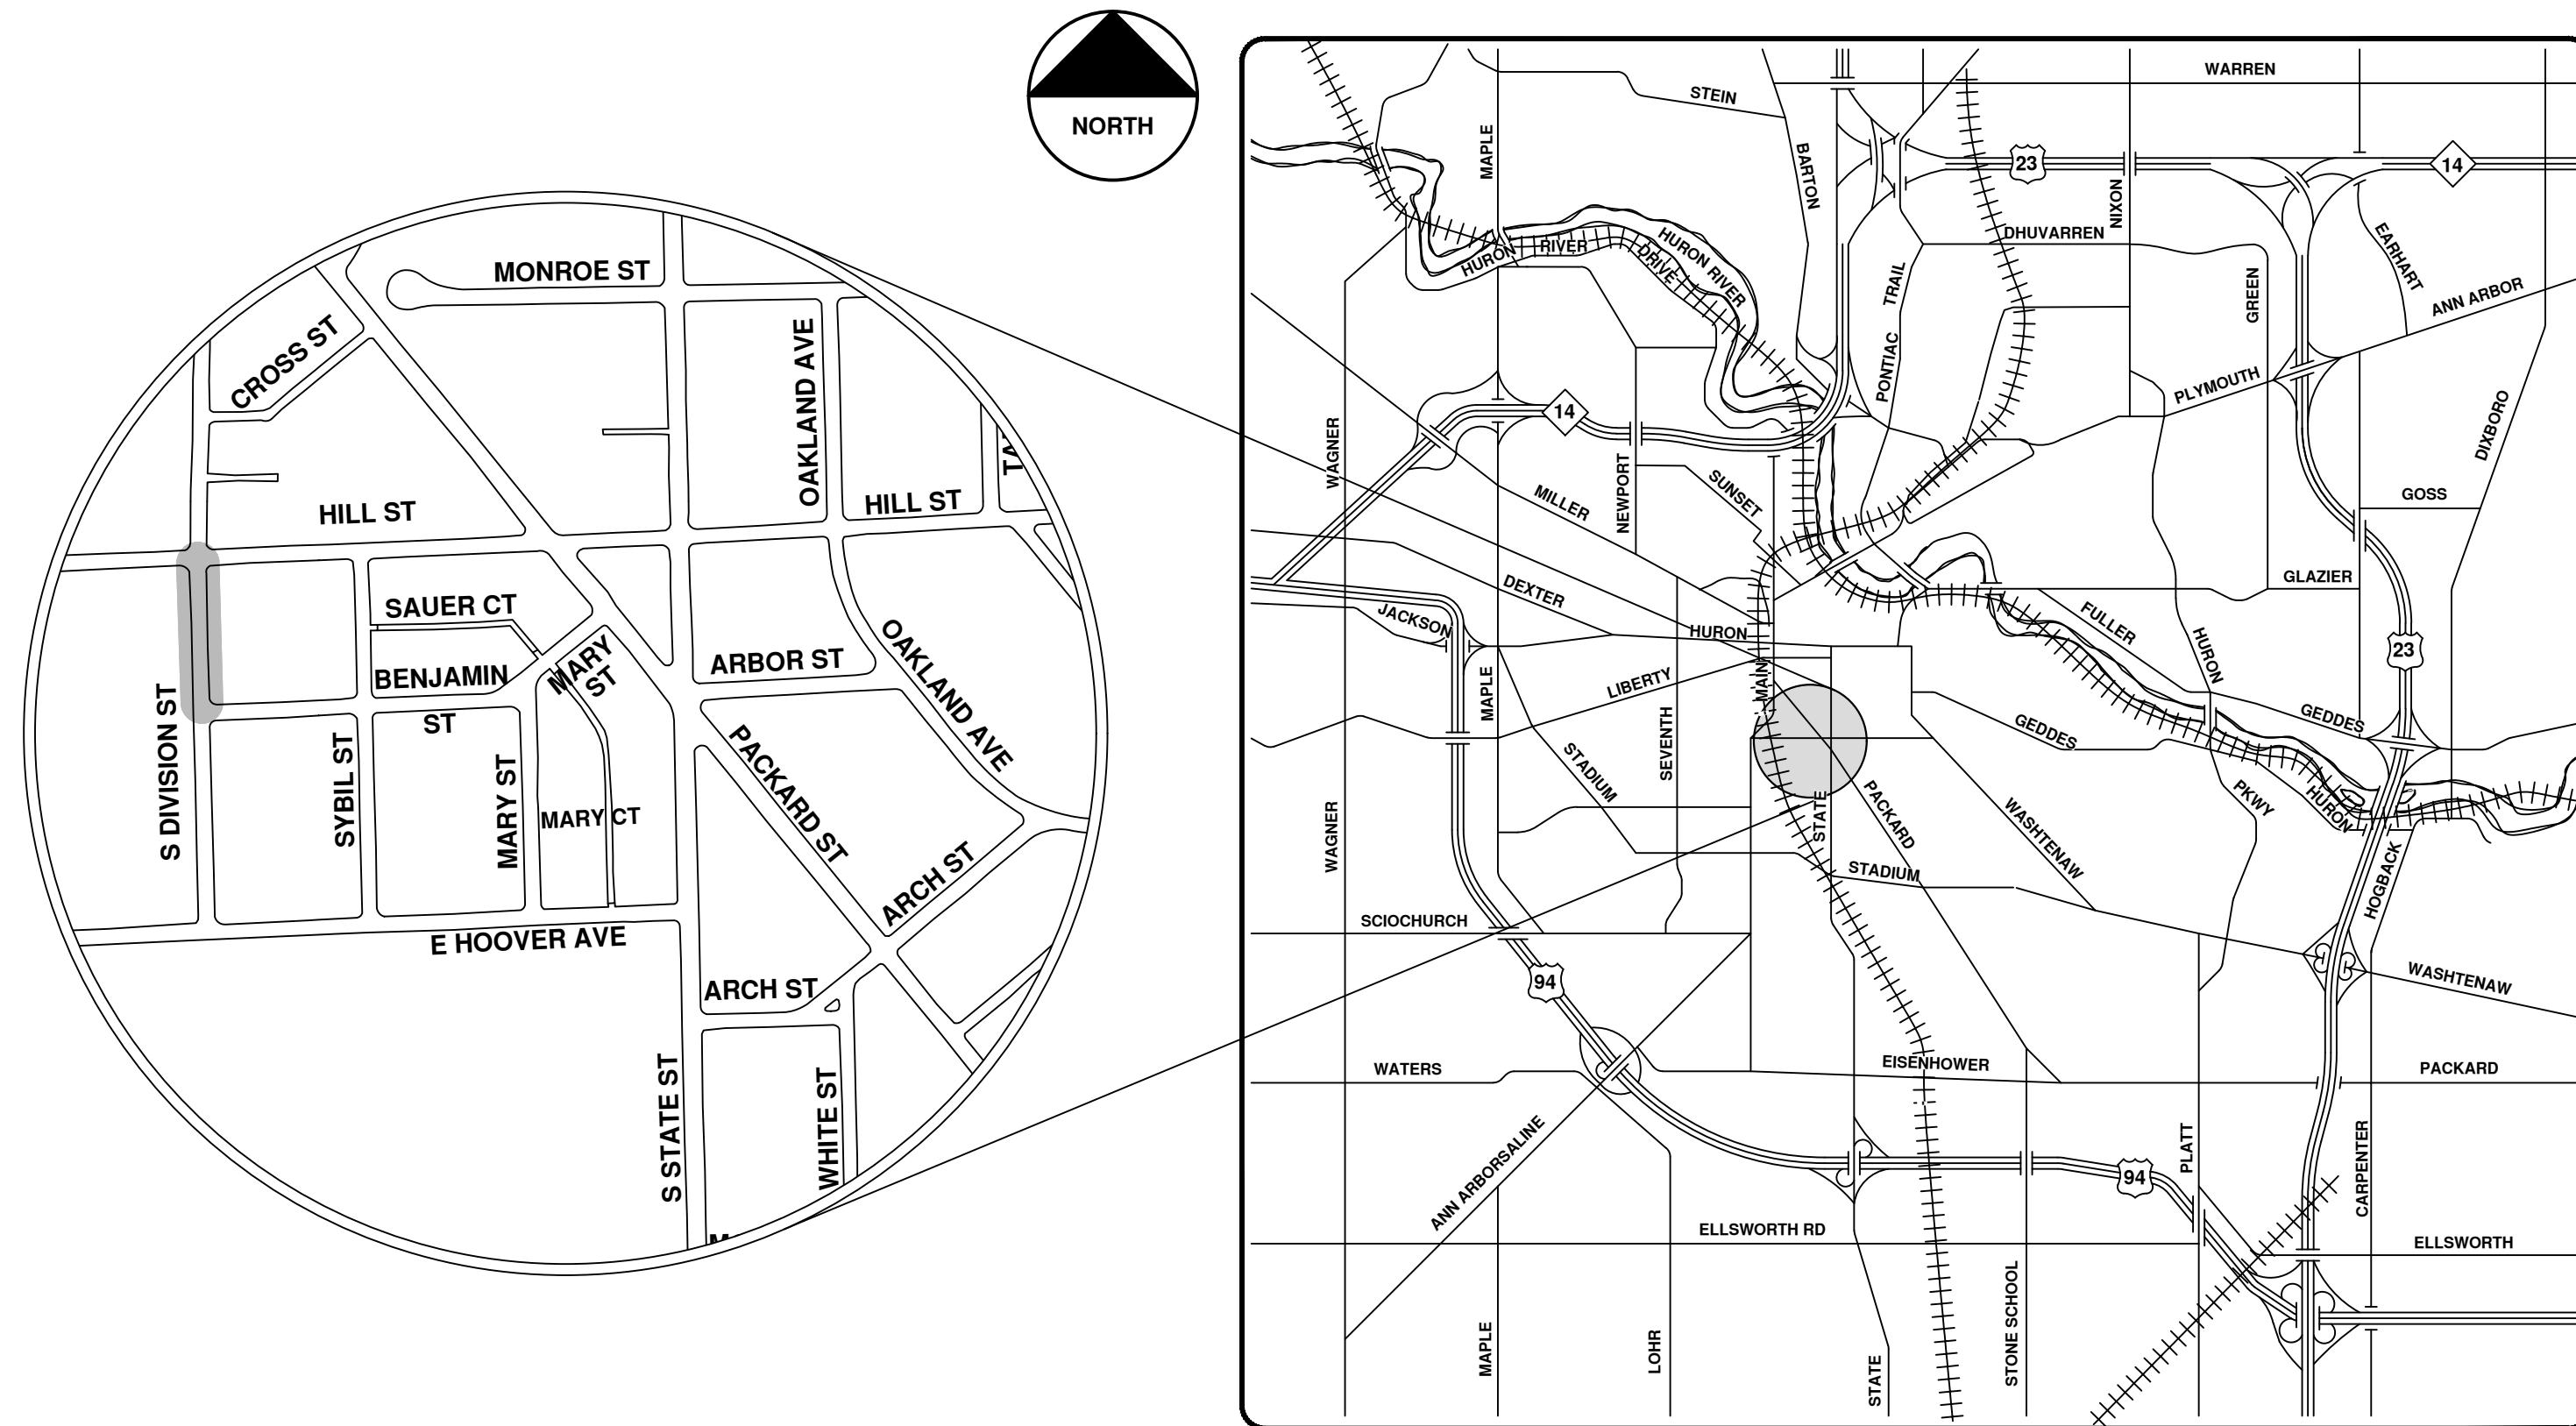 NORTH
MONROE ST
CROSS ST
OAKLAND AVE
HILL ST
HILL ST
SAUER CT
BENJAMIN
ST
MARY
ST
ARBOR ST
OAKLAND AVE
S DIVISION ST
SYBIL ST
MARY ST
MARY CT
PACKARD ST
ARCH ST
E HOOVER AVE
ARCH ST
S STATE ST
WHITE ST
WARREN
STEIN
MAPLE
BARTON
23
14
NIXON
DHUVARREN
EARHART
HURON
RIVER
DRIVE
HURON RIVER
TRAIL
PONTIAC
GREEN
ANN ARBOR
PLYMOUTH
DIXBORO
14
WAGNER
NEWPORT
MILLER
SUNSET
GOSS
GLAZIER
DEXTER
JACKSON
HURON
FULLER
HURON
23
MAPLE
LIBERTY
MAIN
SEVENTH
STADIUM
GEDDES
GEDDES
PKWY
HURON
WAGNER
STATE
PACKARD
WASHTENAW
STADIUM
HOGBACK
SCIOCHURCH
94
WASHTENAW
WATERS
EISENHOWER
PACKARD
ANN ARBORSALINE
PLATT
CARPENTER
94
ELLSWORTH RD
ELLSWORTH
MAPLE
LOHR
STATE
STONE SCHOOL